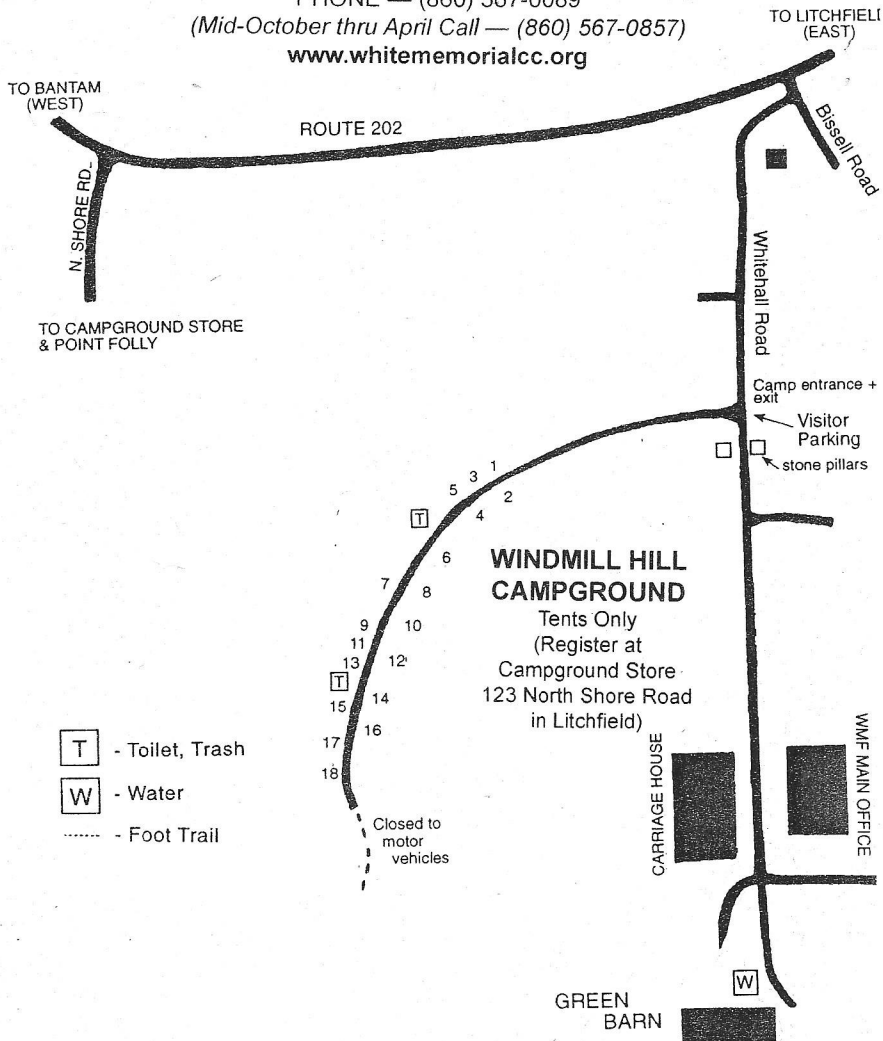 PHONE — (860) 567-0089
(Mid-October thru April Call — (860) 567-0857)
www.whitememorialcc.org
TO LITCHFIELD
(EAST)
TO BANTAM
(WEST)
ROUTE 202
Bissell Road
N. SHORE RD.
Whitehall Road
TO CAMPGROUND STORE
& POINT FOLLY
Camp entrance +
exit
Visitor
Parking
stone pillars
1
3
2
5
4
T
6
7
8
9
10
11
12
13
T
14
15
16
17
18
WINDMILL HILL
CAMPGROUND
Tents Only
(Register at
Campground Store
123 North Shore Road
in Litchfield)
T - Toilet, Trash
W - Water
------ - Foot Trail
Closed to
motor
vehicles
CARRIAGE HOUSE
WMF MAIN OFFICE
W
GREEN
BARN